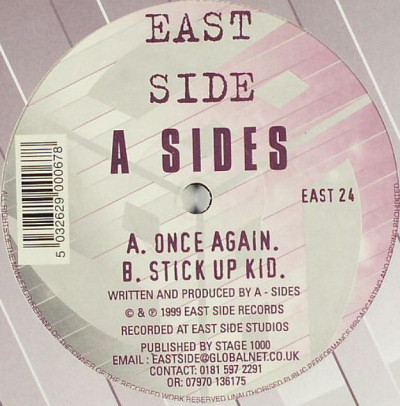 EAST
SIDE
A SIDES
EAST 24
5 032629 000678
A. ONCE AGAIN.
B. STICK UP KID.
WRITTEN AND PRODUCED BY A - SIDES
© & ℗ 1999 EAST SIDE RECORDS
RECORDED AT EAST SIDE STUDIOS
PUBLISHED BY STAGE 1000
EMAIL : EASTSIDE@GLOBALNET.CO.UK
CONTACT: 0181 597 2291
OR: 07970 136175
ALL RIGHTS OF THE OWNER OF THE RECORDED WORK RESERVED. UNAUTHORISED PUBLIC PERFORMANCE, BROADCASTING AND